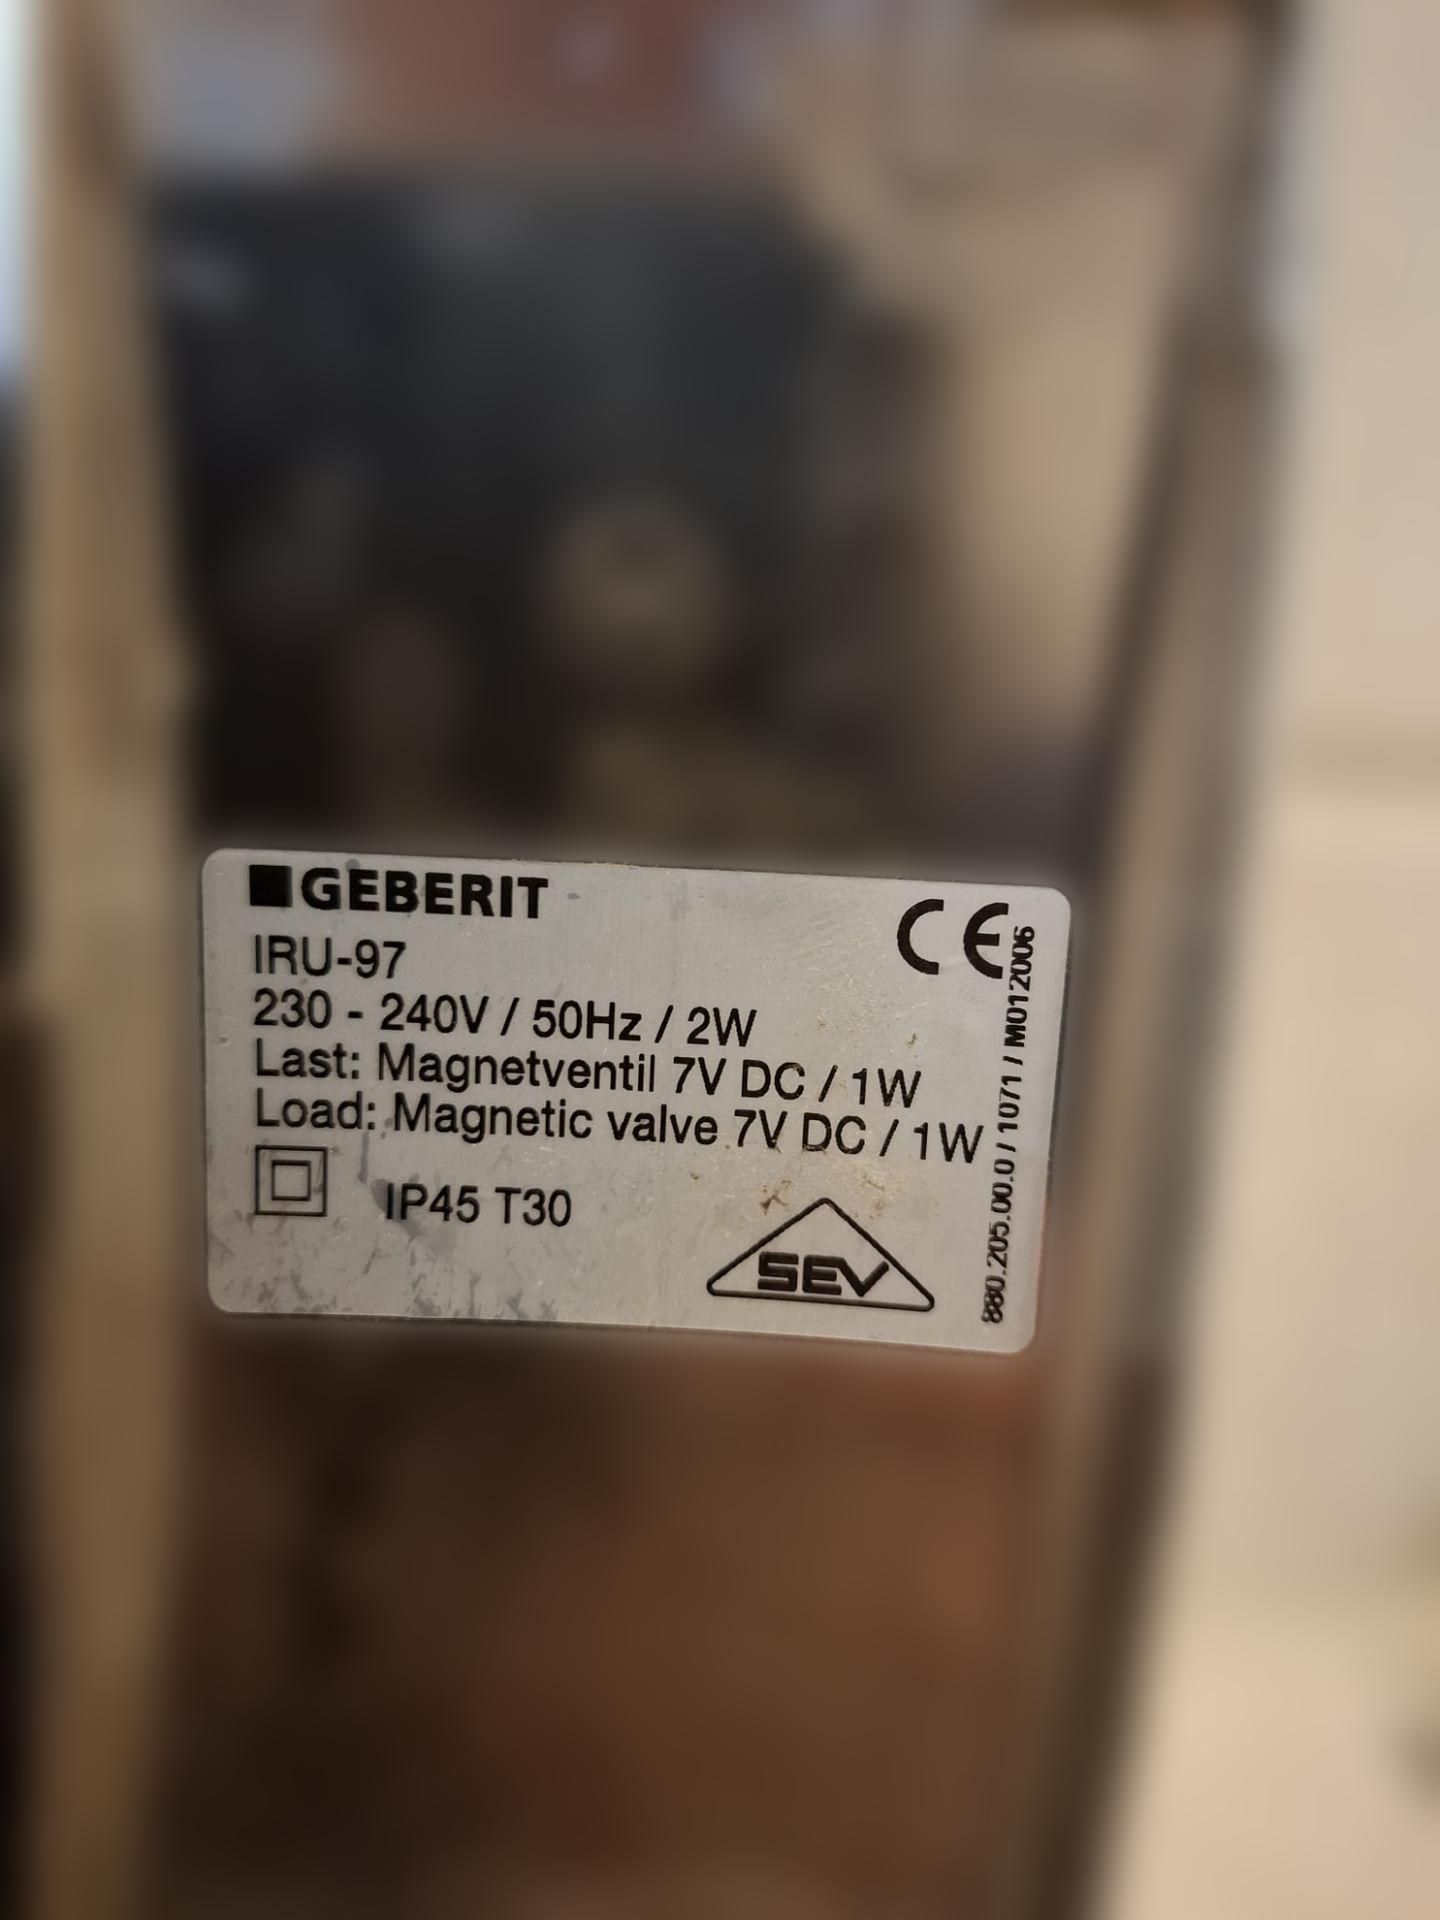 GEBERIT
CE
IRU-97
230 - 240V / 50Hz / 2W
Last: Magnetventil 7V DC / 1W
Load: Magnetic valve 7V DC / 1W
IP45 T30
SEV
880.205.00.0 / 1071 / M012006